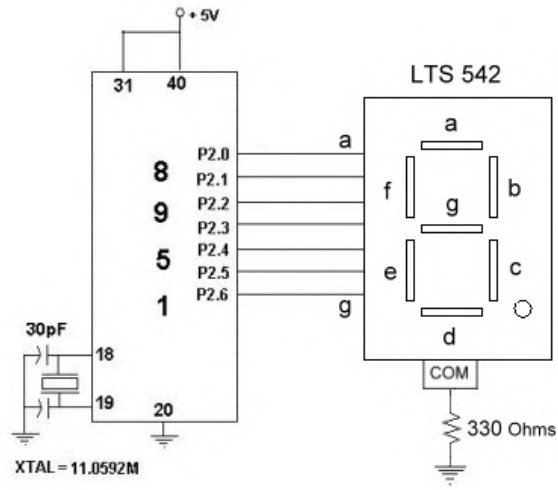 + 5V
31 40
LTS 542
P2.0
P2.1
P2.2
P2.3
P2.4
P2.5
P2.6
8
9
5
1
a
g
a
f
b
g
e
c
d
COM
330 Ohms
30pF
18
19
20
XTAL = 11.0592M